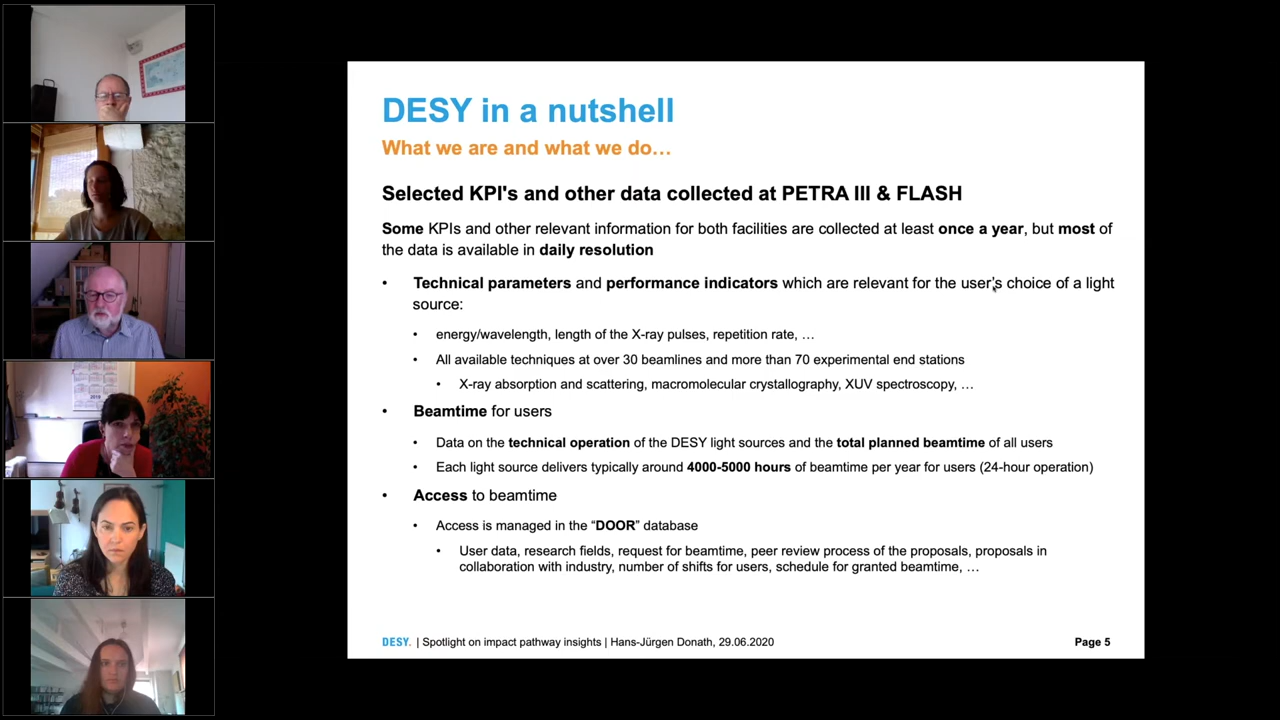 DESY in a nutshell
What we are and what we do…
Selected KPI's and other data collected at PETRA III & FLASH
Some KPIs and other relevant information for both facilities are collected at least once a year, but most of
the data is available in daily resolution
• Technical parameters and performance indicators which are relevant for the user's choice of a light
source:
• energy/wavelength, length of the X-ray pulses, repetition rate, …
• All available techniques at over 30 beamlines and more than 70 experimental end stations
• X-ray absorption and scattering, macromolecular crystallography, XUV spectroscopy, …
• Beamtime for users
• Data on the technical operation of the DESY light sources and the total planned beamtime of all users
• Each light source delivers typically around 4000-5000 hours of beamtime per year for users (24-hour operation)
• Access to beamtime
• Access is managed in the “DOOR” database
• User data, research fields, request for beamtime, peer review process of the proposals, proposals in
collaboration with industry, number of shifts for users, schedule for granted beamtime, …
DESY. | Spotlight on impact pathway insights | Hans-Jürgen Donath, 29.06.2020
Page 5